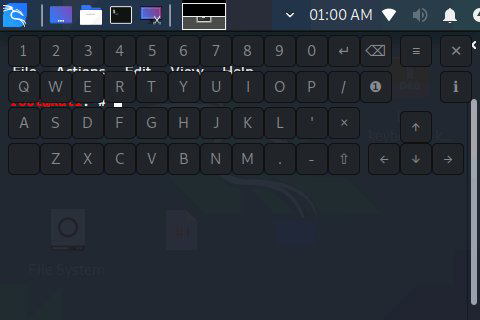 01:00 AM
1 2 3 4 5 6 7 8 9 0 ↵ ⌫ ≡ ✕
File Actions Edit View Help
Q W E R T Y U I O P / ❶ ℹ
A S D F G H J K L ' × ↑
Z X C V B N M . - ⇧ ← ↓ →
File System